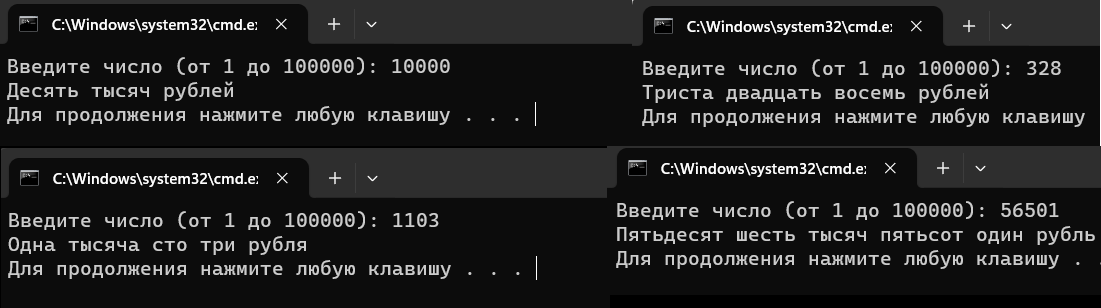 C:\Windows\system32\cmd.e
Введите число (от 1 до 100000): 10000
Десять тысяч рублей
Для продолжения нажмите любую клавишу . . .
C:\Windows\system32\cmd.e
Введите число (от 1 до 100000): 328
Триста двадцать восемь рублей
Для продолжения нажмите любую клавишу
C:\Windows\system32\cmd.e
Введите число (от 1 до 100000): 1103
Одна тысяча сто три рубля
Для продолжения нажмите любую клавишу . . .
C:\Windows\system32\cmd.e
Введите число (от 1 до 100000): 56501
Пятьдесят шесть тысяч пятьсот один рубль
Для продолжения нажмите любую клавишу . .